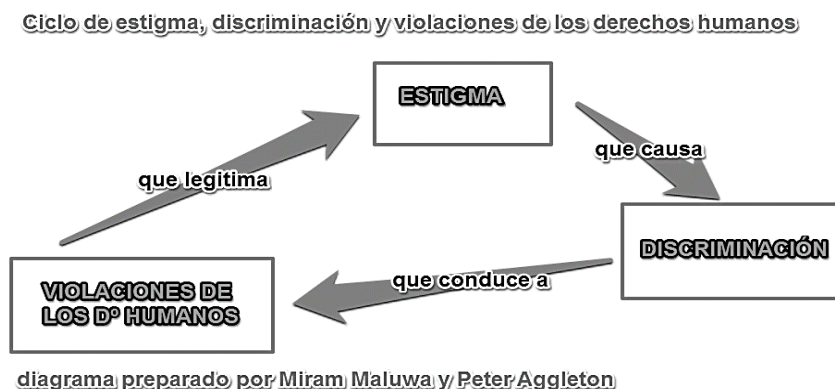 Ciclo de estigma, discriminación y violaciones de los derechos humanos
ESTIGMA
que causa
DISCRIMINACIÓN
que conduce a
VIOLACIONES DE
LOS Dº HUMANOS
que legitima
diagrama preparado por Miram Maluwa y Peter Aggleton